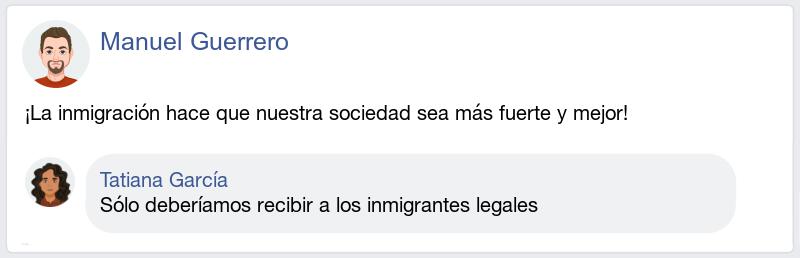 Manuel Guerrero
¡La inmigración hace que nuestra sociedad sea más fuerte y mejor!
Tatiana García
Sólo deberíamos recibir a los inmigrantes legales